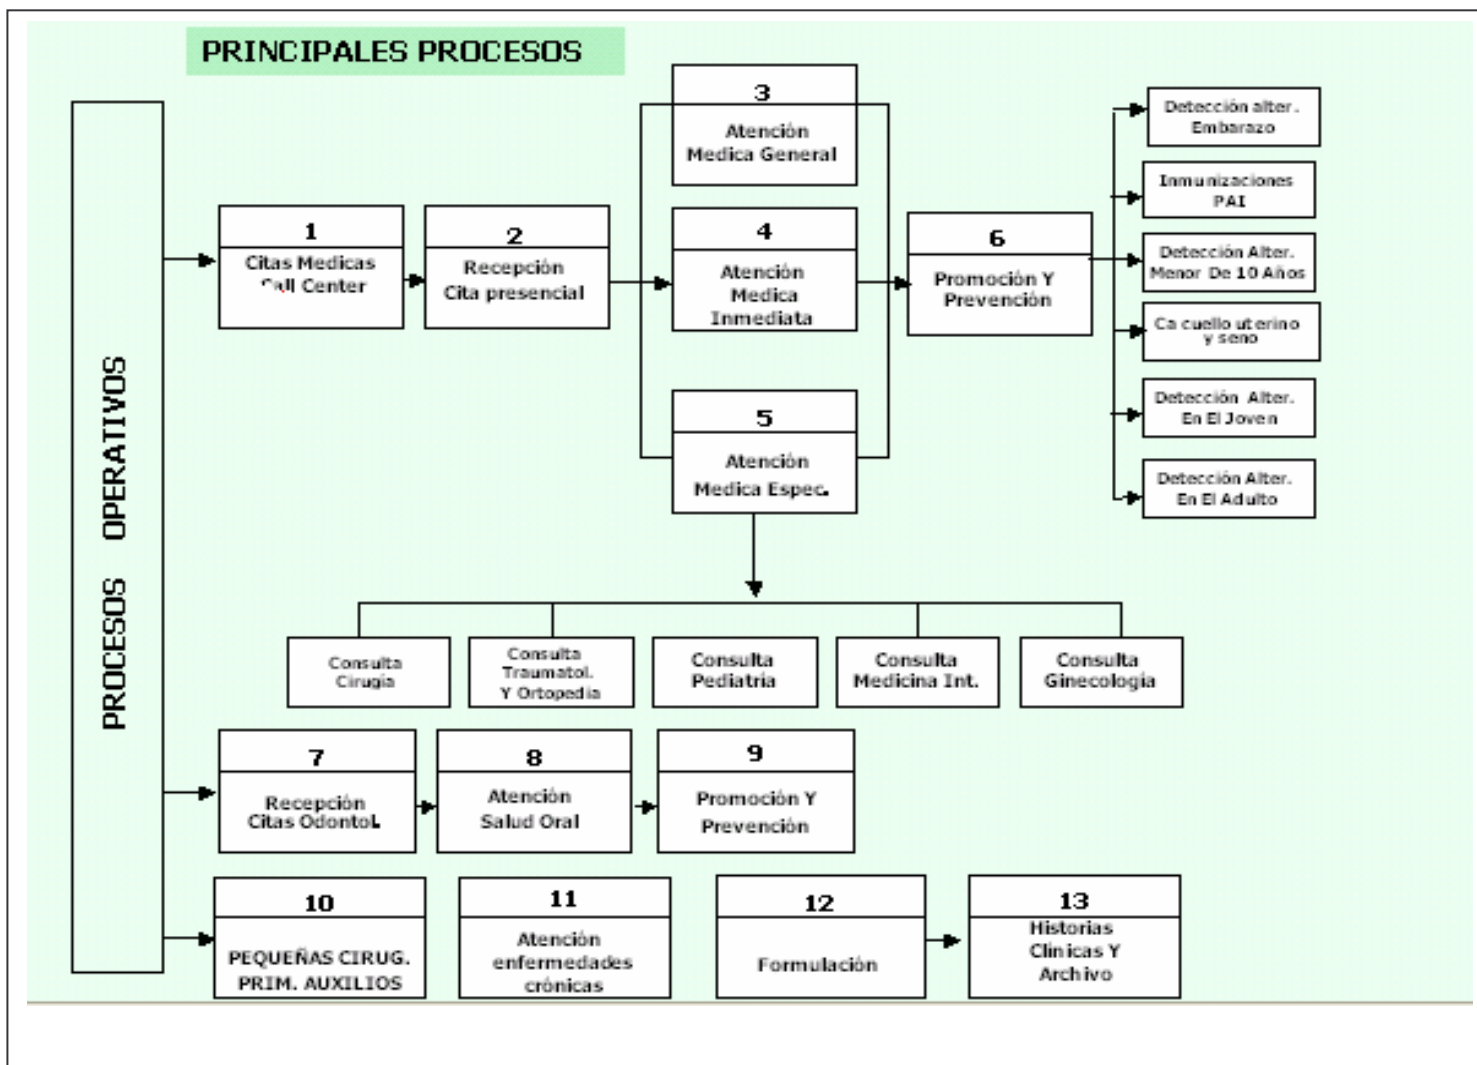 PRINCIPALES PROCESOS
PROCESOS OPERATIVOS
1
Citas Medicas
Call Center
2
Recepción
Cita presencial
3
Atención
Medica General
4
Atención
Medica
Inmediata
5
Atención
Medica Espec.
6
Promoción Y
Prevención
Detección alter.
Embarazo
Inmunizaciones
PAI
Detección Alter.
Menor De 10 Años
Ca cuello uterino
y seno
Detección Alter.
En El Joven
Detección Alter.
En El Adulto
Consulta
Cirugía
Consulta
Traumatol.
Y Ortopedia
Consulta
Pediatría
Consulta
Medicina Int.
Consulta
Ginecología
7
Recepción
Citas Odontol.
8
Atención
Salud Oral
9
Promoción Y
Prevención
10
PEQUEÑAS CIRUG.
PRIM. AUXILIOS
11
Atención
enfermedades
crónicas
12
Formulación
13
Historias
Clínicas Y
Archivo